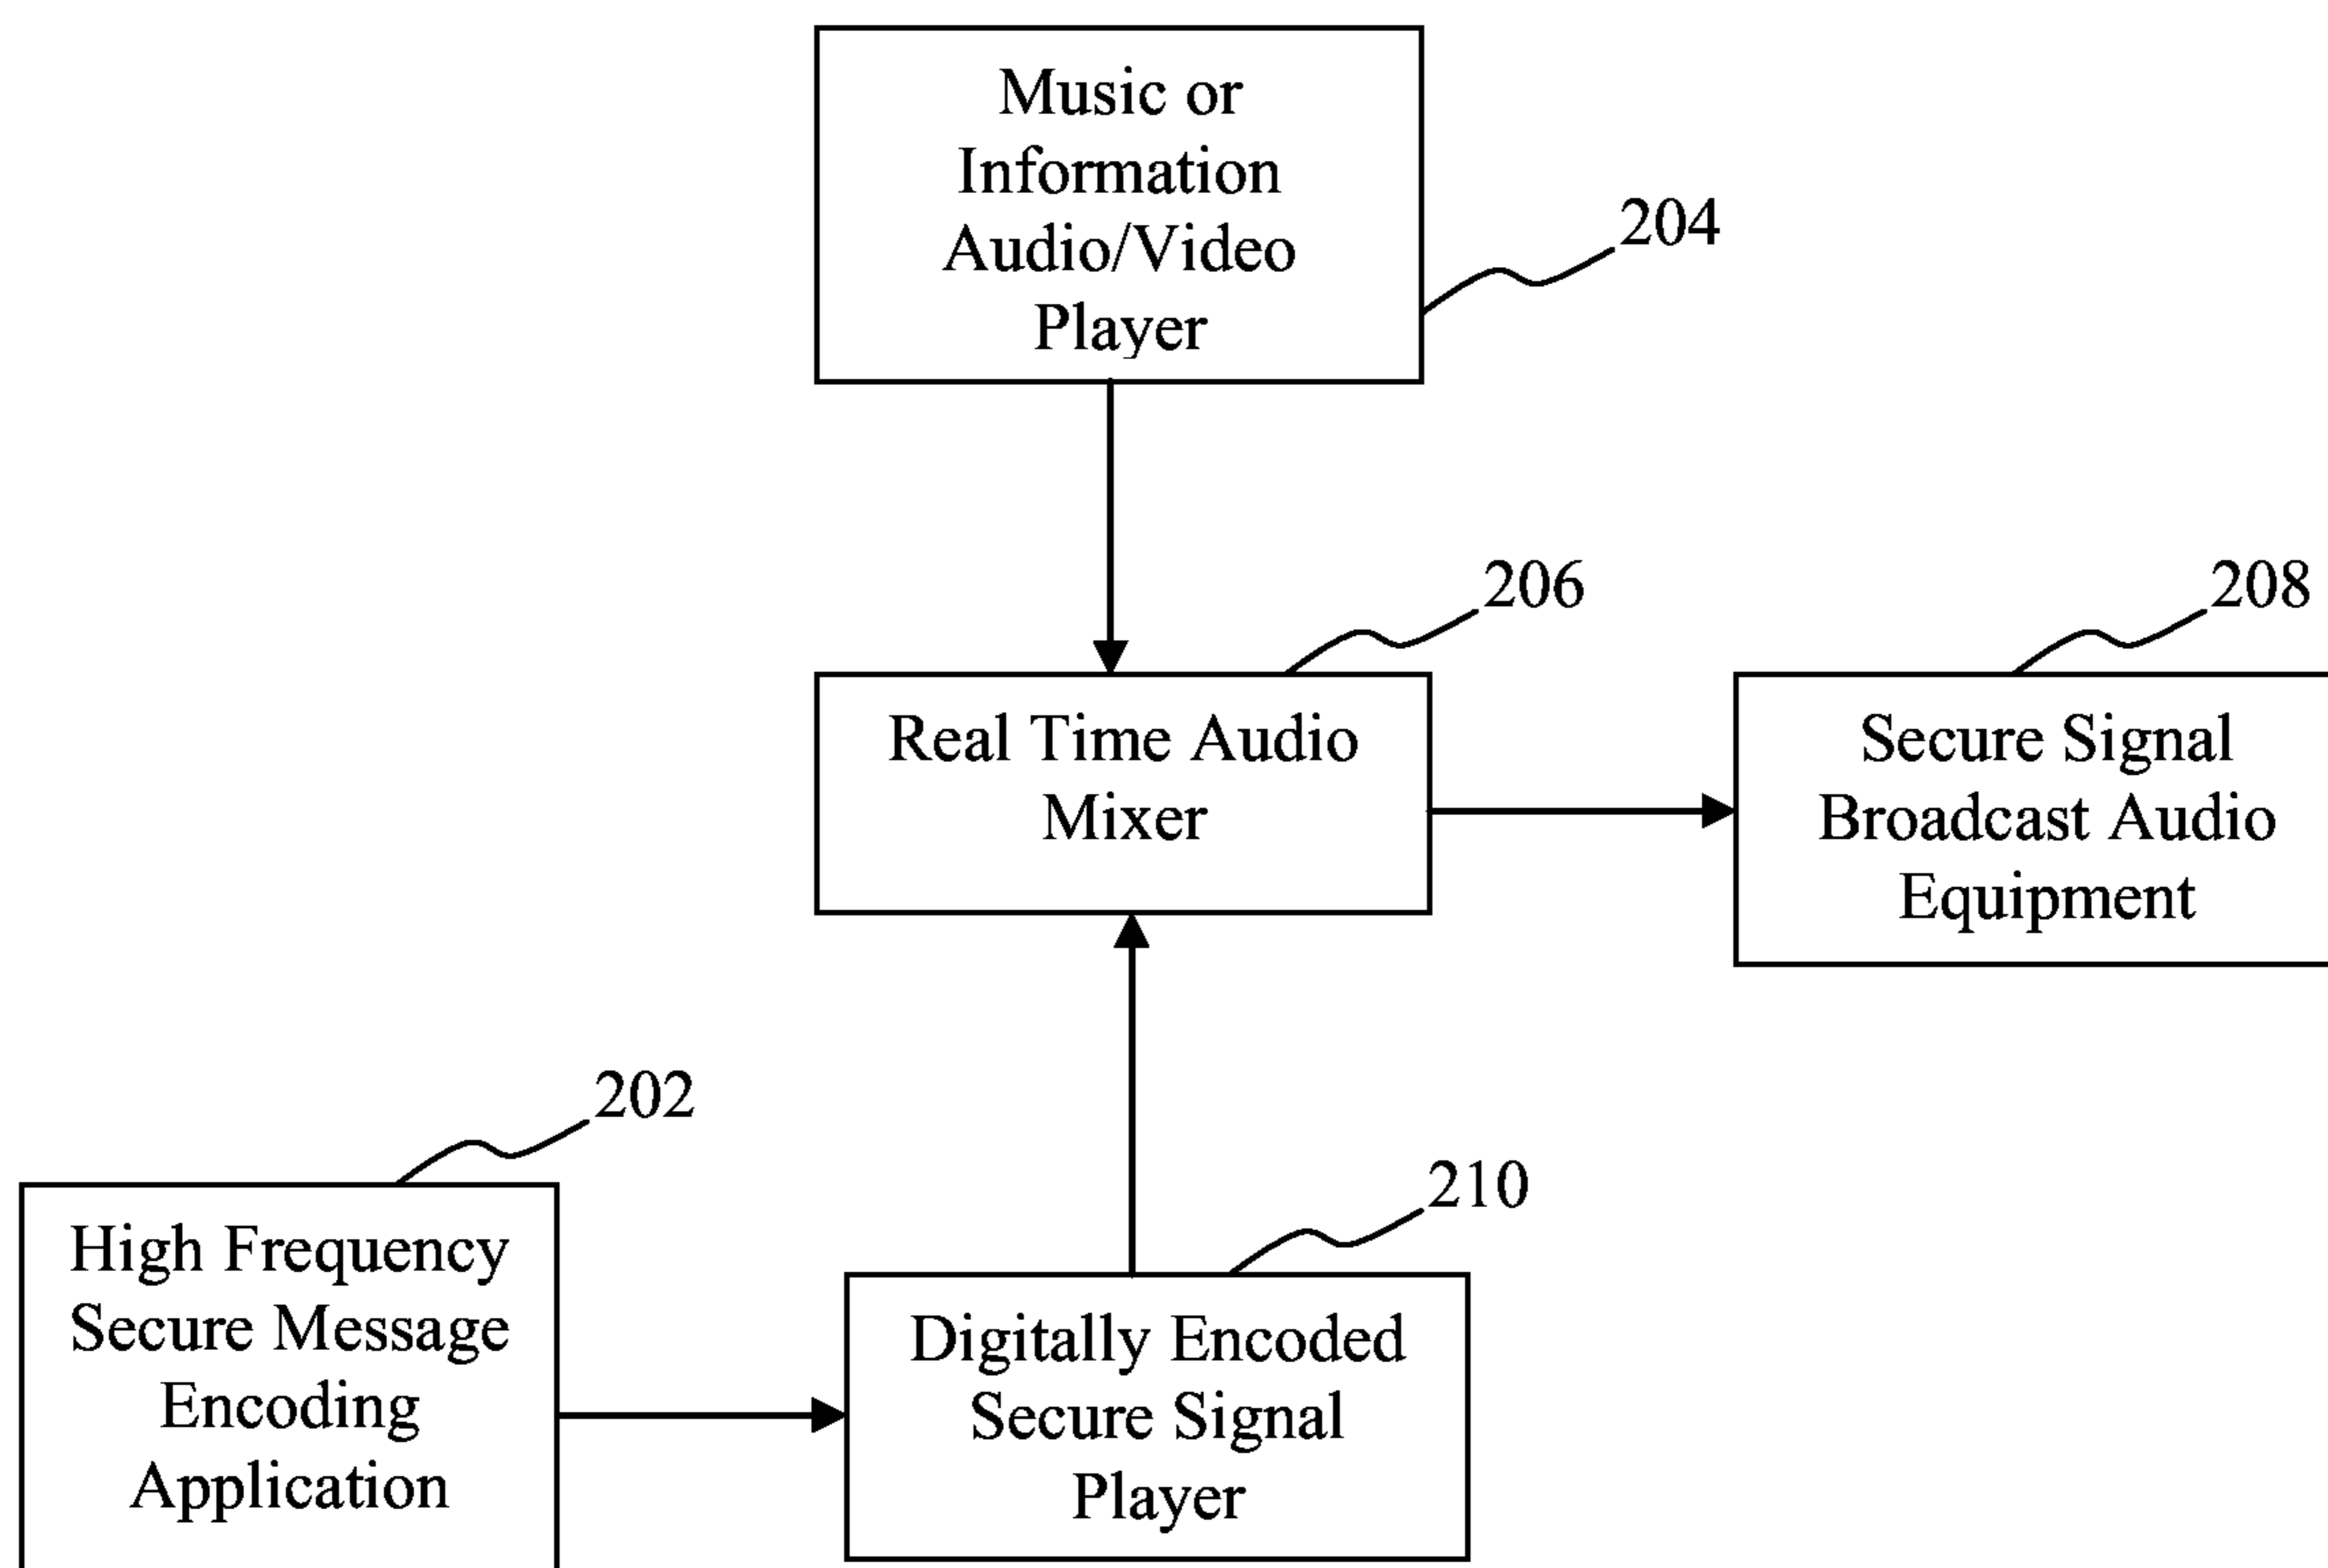 Music or
Information
Audio/Video
Player
204
206
Real Time Audio
Mixer
208
Secure Signal
Broadcast Audio
Equipment
202
High Frequency
Secure Message
Encoding
Application
210
Digitally Encoded
Secure Signal
Player